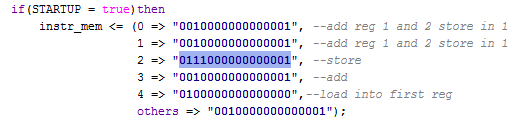 if(STARTUP = true)then
instr_mem <= (0 => "0010000000000001", --add reg 1 and 2 store in 1
1 => "0010000000000001", --add reg 1 and 2 store in 1
2 => "0111000000000001", --store
3 => "0010000000000001", --add
4 => "0100000000000000",--load into first reg
others => "0010000000000001");